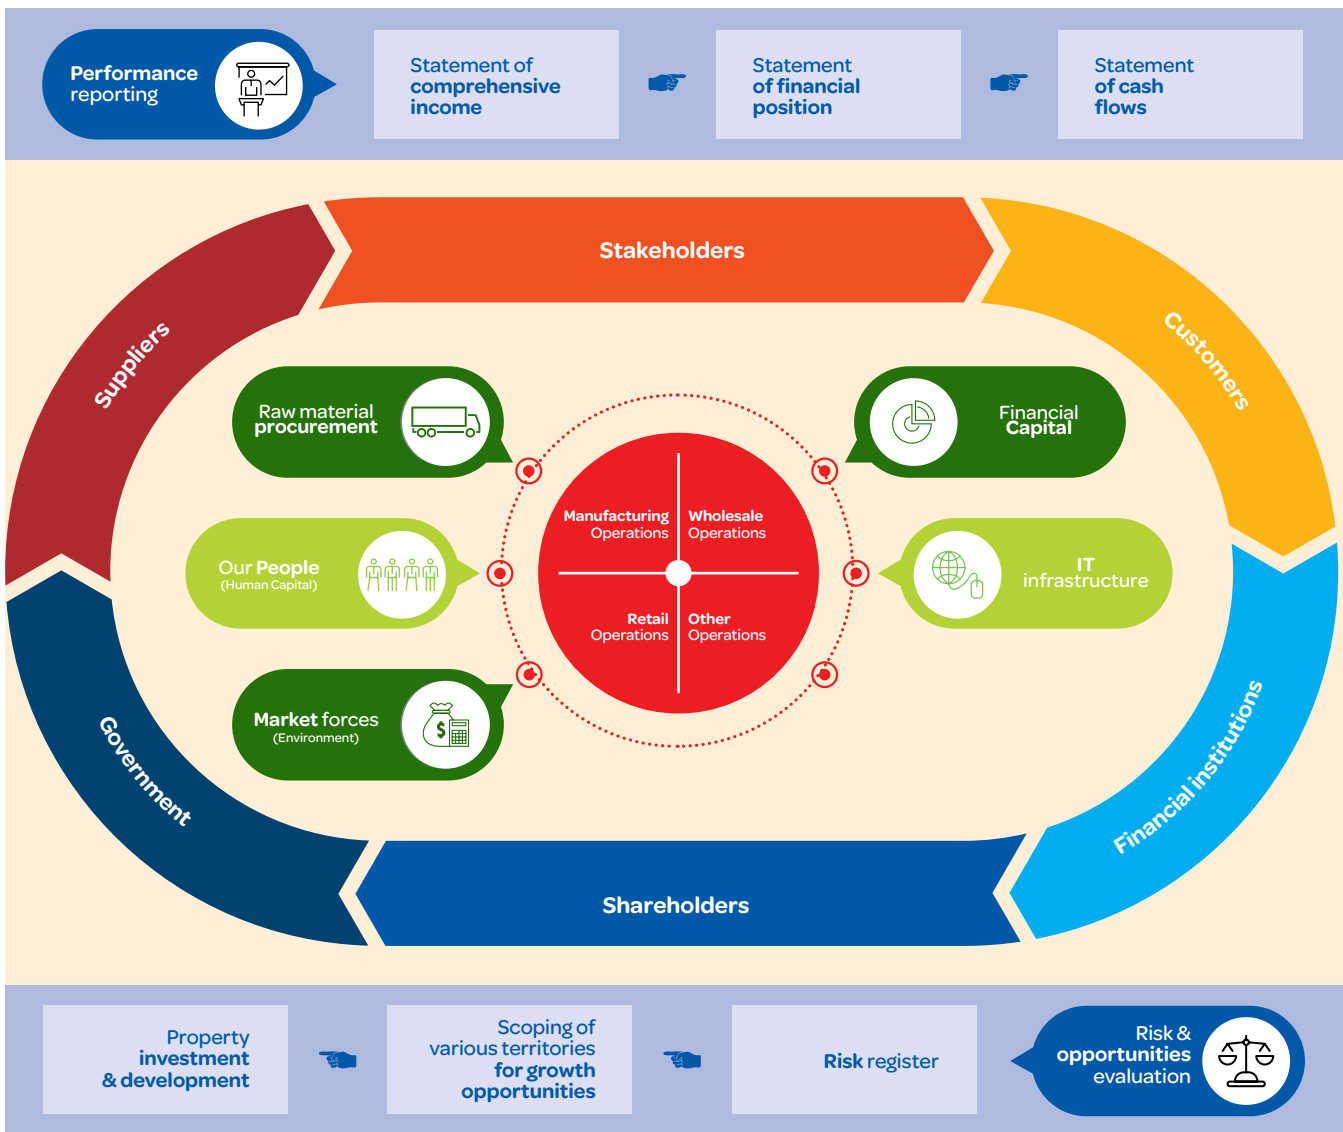 Performance
reporting
Statement of
comprehensive
income
Statement
of financial
position
Statement
of cash
flows
Stakeholders
Suppliers
Customers
Raw material
procurement
Financial
Capital
Manufacturing
Operations
Wholesale
Operations
Our People
(Human Capital)
IT
infrastructure
Retail
Operations
Other
Operations
Market forces
(Environment)
$
Government
Financial institutions
Shareholders
Property
investment
& development
Scoping of
various territories
for growth
opportunities
Risk register
Risk &
opportunities
evaluation